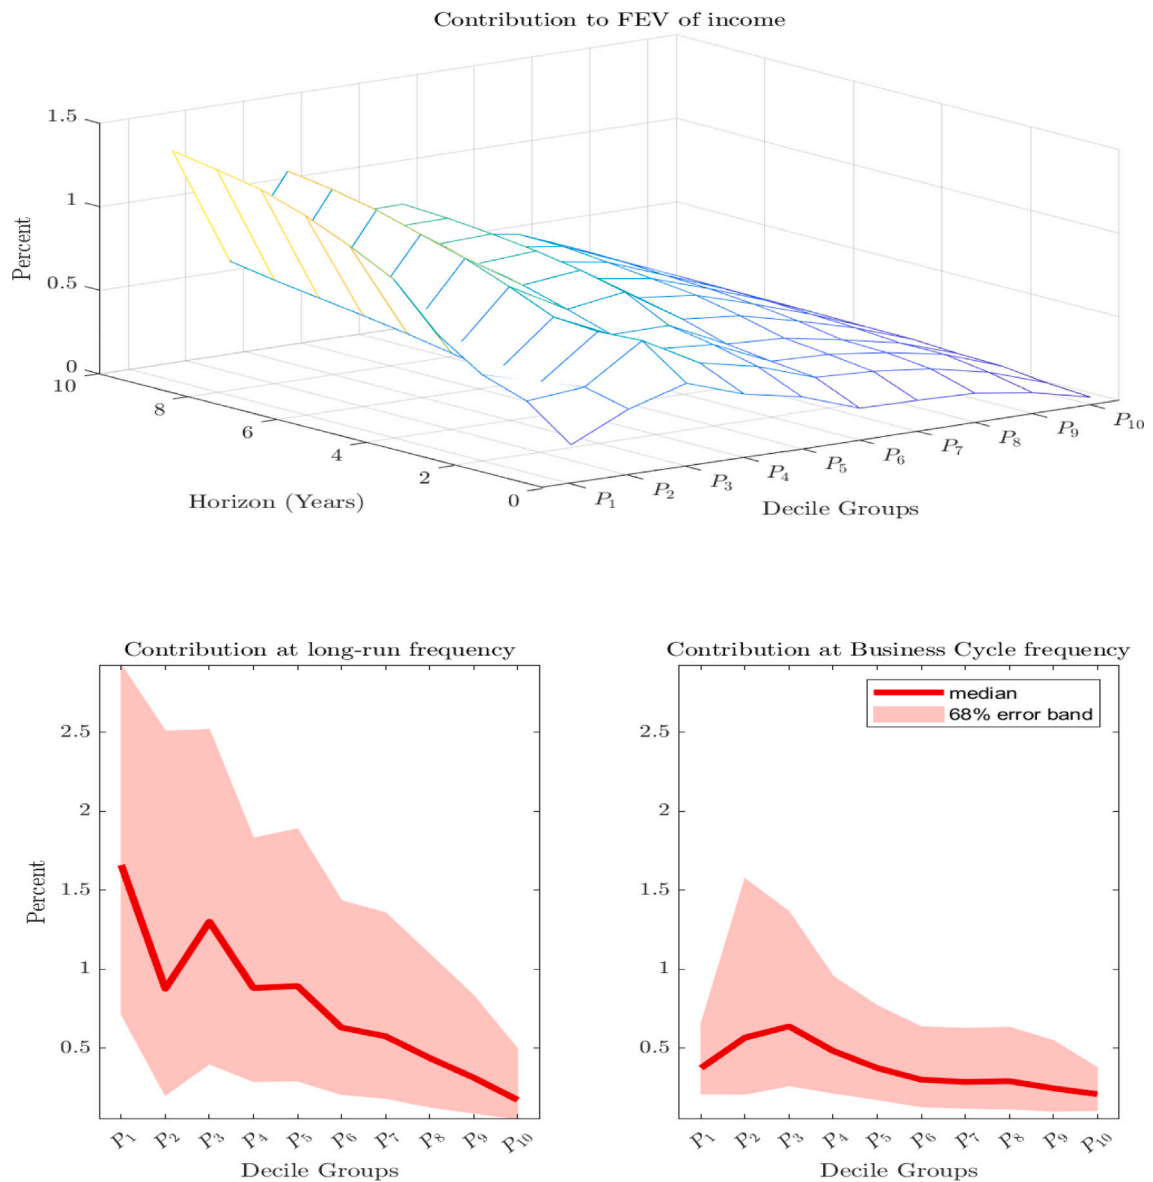 Contribution to FEV of income
1.5
1
0.5
0
Percent
10
8
6
4
2
0
Horizon (Years)
P1
P2
P3
P4
P5
P6
P7
P8
P9
P10
Decile Groups
Contribution at long-run frequency
2.5
2
1.5
1
0.5
Percent
P1 P2 P3 P4 P5 P6 P7 P8 P9 P10
Decile Groups
Contribution at Business Cycle frequency
median
68% error band
2.5
2
1.5
1
0.5
P1 P2 P3 P4 P5 P6 P7 P8 P9 P10
Decile Groups